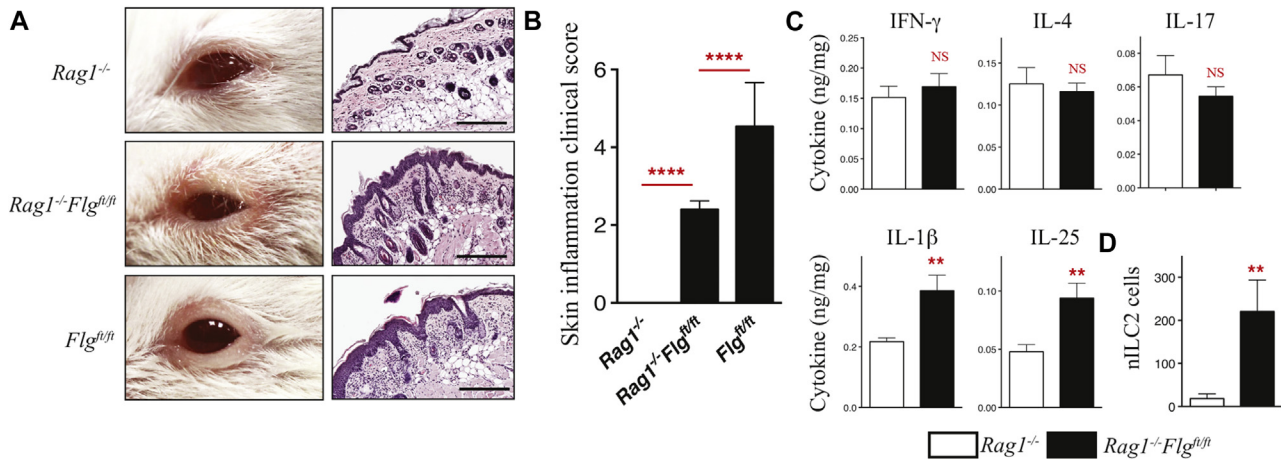 A
Rag1-/-
Rag1-/-Flgft/ft
Flgft/ft
B
Skin inflammation clinical score
6
4
2
0
****
****
Rag1-/-
Rag1-/-Flgft/ft
Flgft/ft
C
IFN-γ
IL-4
IL-17
Cytokine (ng/mg)
0.25
0.20
0.15
0.10
0.05
0.00
NS
0.20
0.15
0.10
0.05
0.00
NS
0.08
0.06
0.04
0.02
0.00
NS
IL-1β
IL-25
Cytokine (ng/mg)
0.4
0.2
0.0
**
0.10
0.05
0.00
**
D
nILC2 cells
300
200
100
0
**
Rag1-/-
Rag1-/-Flgft/ft